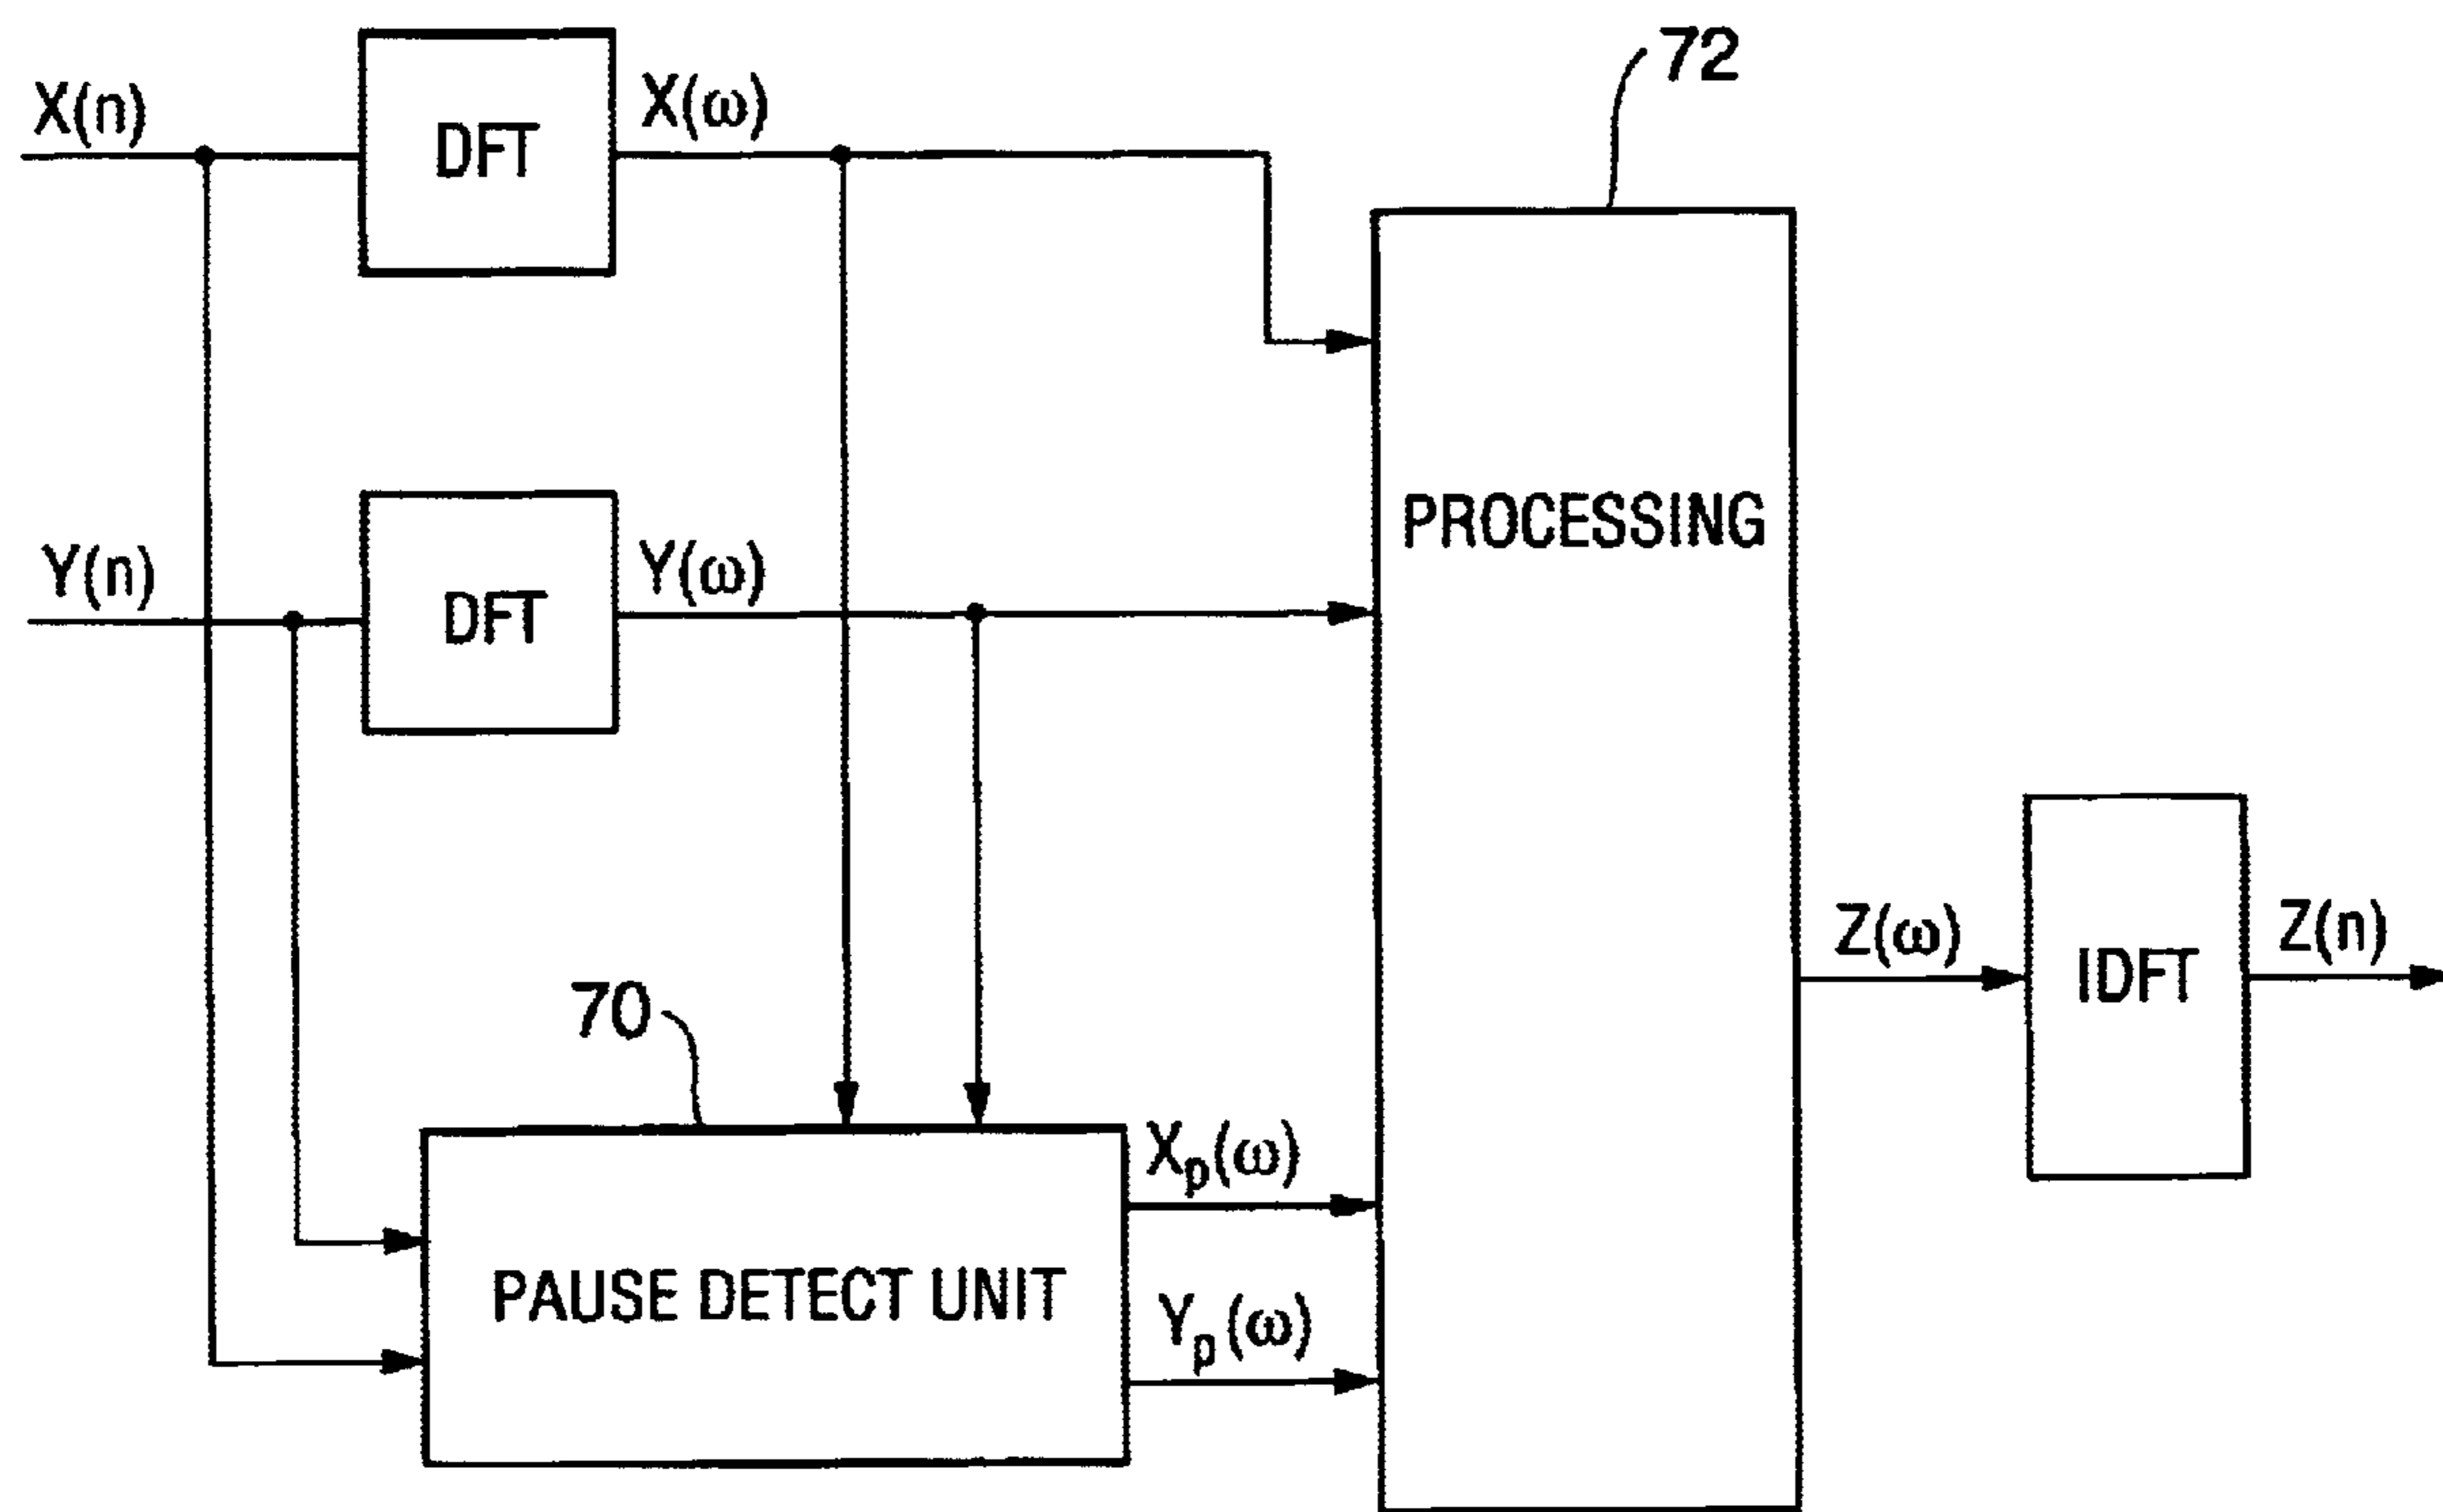 72
X(n)
DFT
X(ω)
PROCESSING
Y(n)
DFT
Y(ω)
Z(ω)
IDFT
Z(n)
70
PAUSE DETECT UNIT
Xp(ω)
Yp(ω)